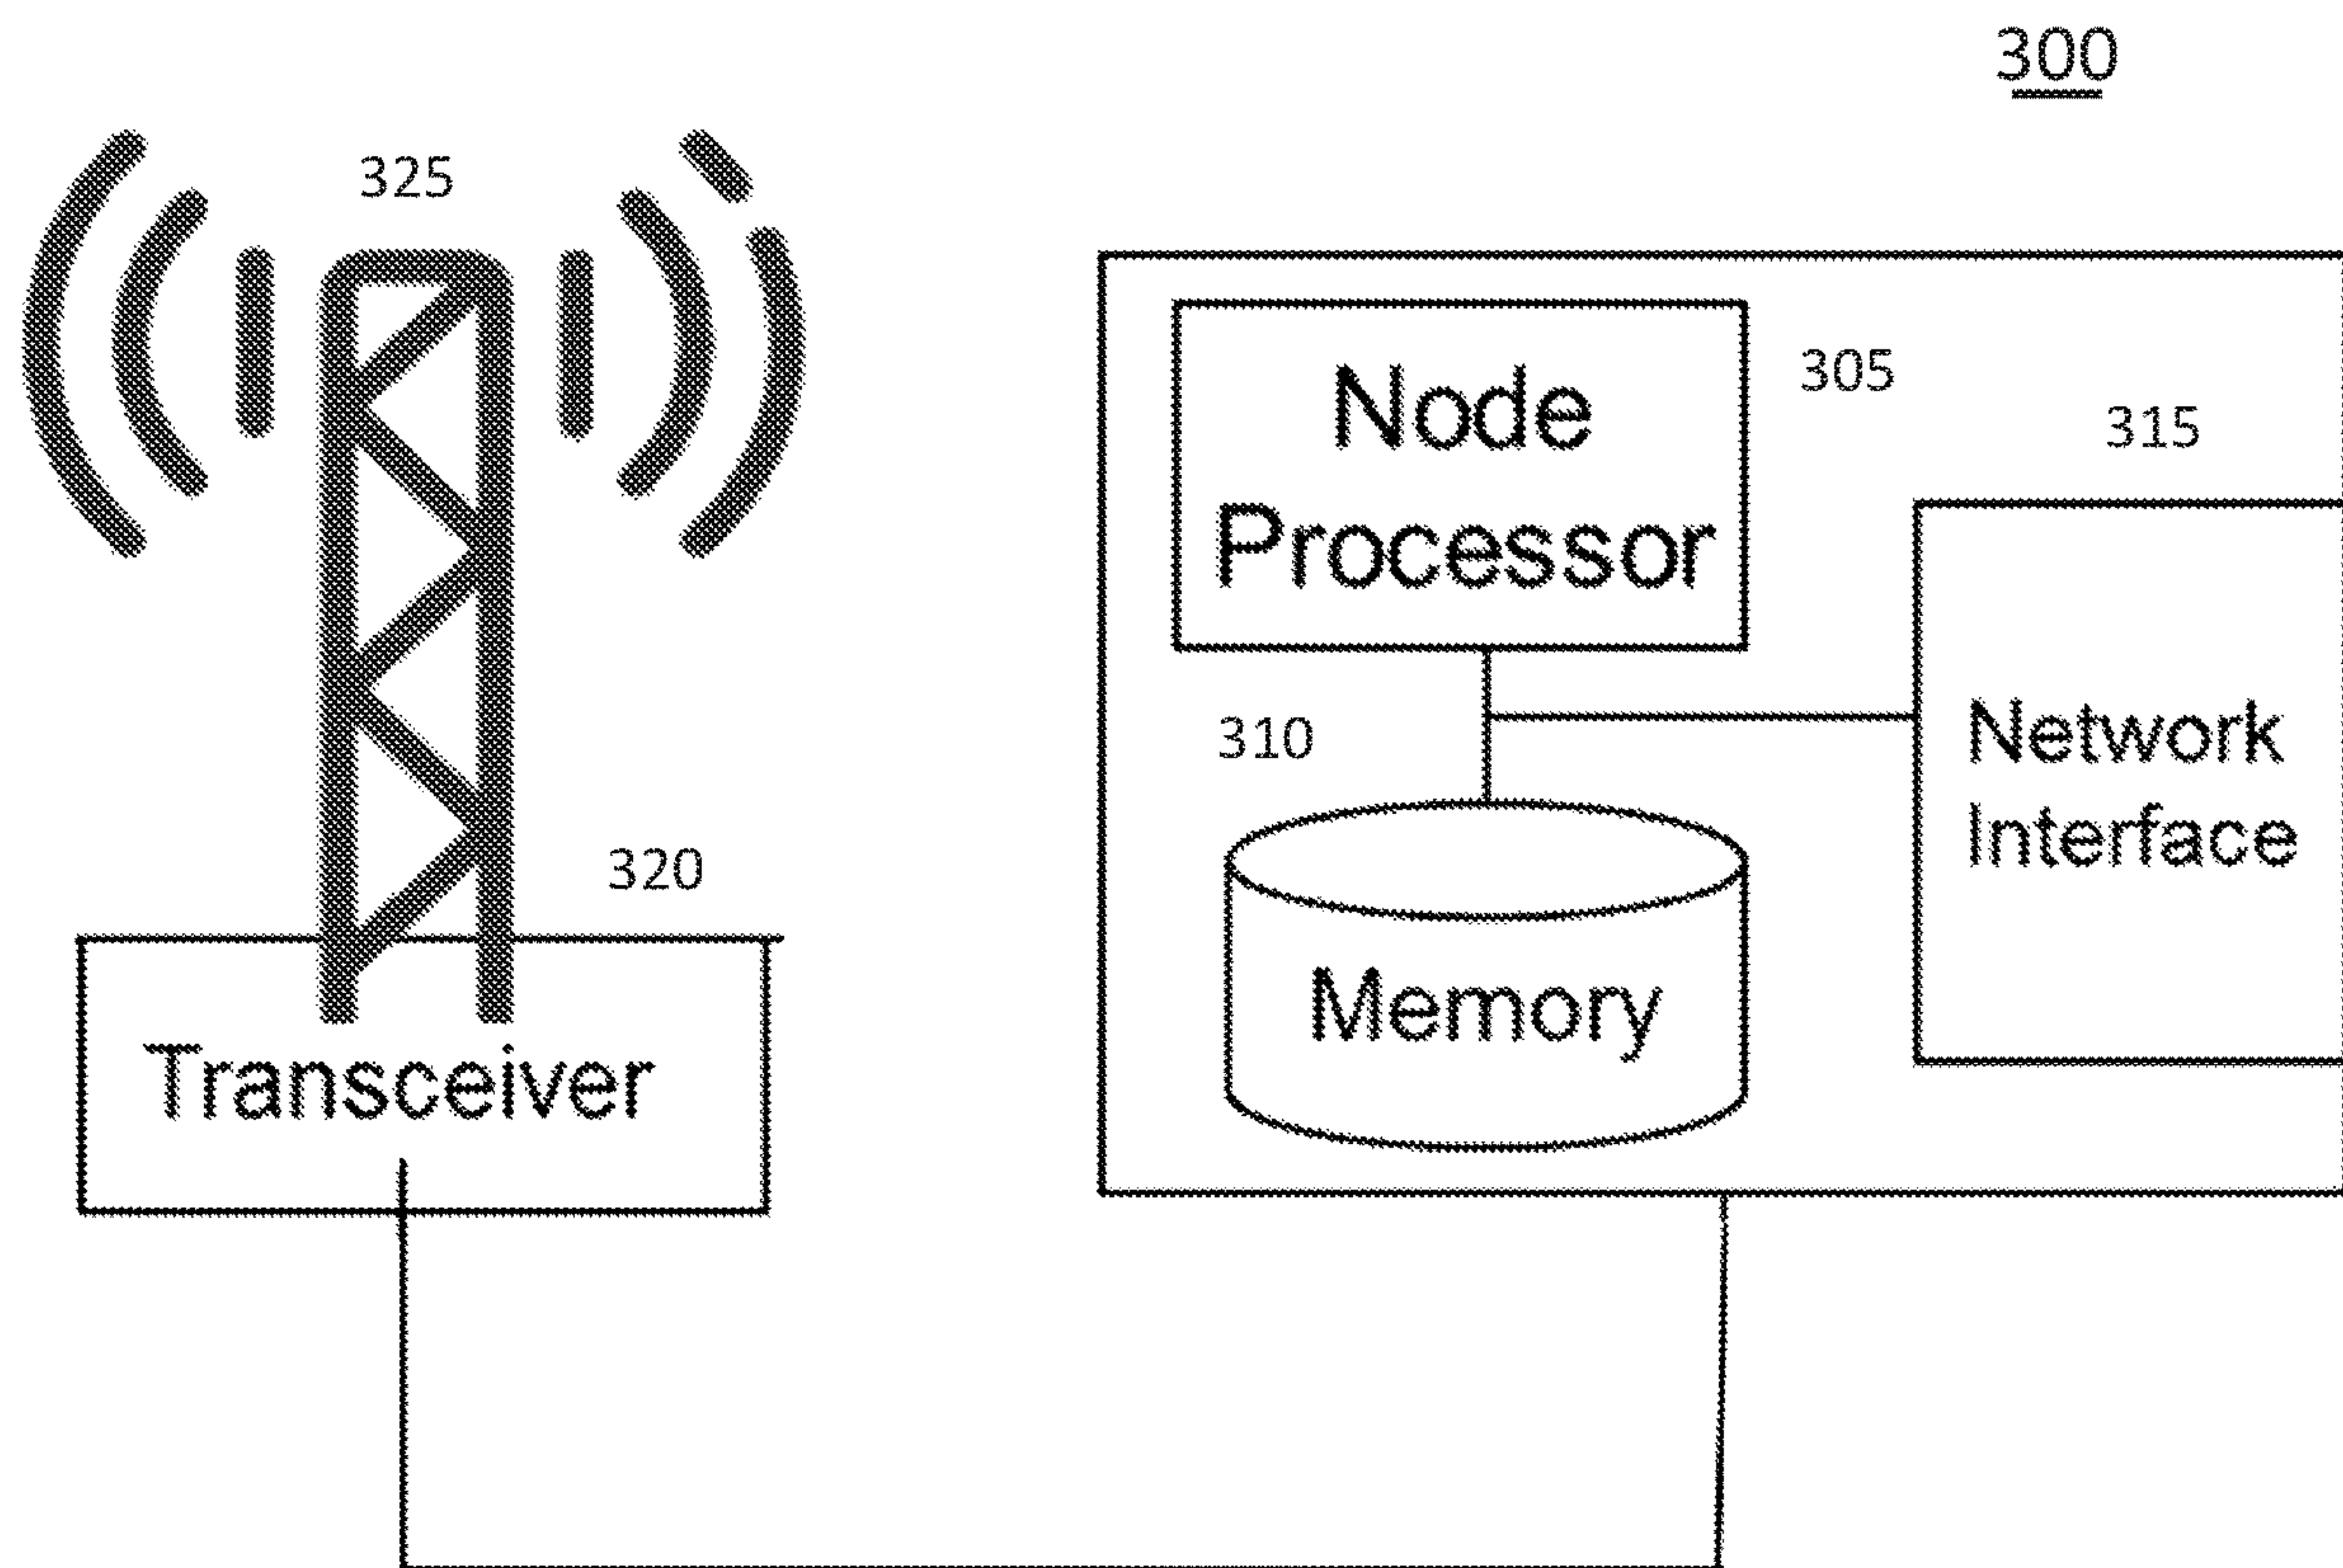 300
325
305
Node
Processor
315
310
Network
Interface
320
Memory
Transceiver